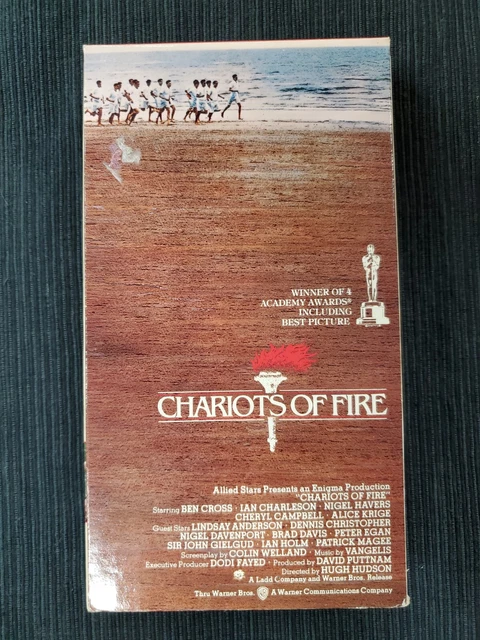 WINNER OF 4
ACADEMY AWARDS®
INCLUDING
BEST PICTURE
CHARIOTS OF FIRE
Allied Stars Presents an Enigma Production
"CHARIOTS OF FIRE"
Starring BEN CROSS · IAN CHARLESON · NIGEL HAVERS
CHERYL CAMPBELL · ALICE KRIGE
Guest Stars LINDSAY ANDERSON · DENNIS CHRISTOPHER
NIGEL DAVENPORT · BRAD DAVIS · PETER EGAN
SIR JOHN GIELGUD · IAN HOLM · PATRICK MAGEE
Screenplay by COLIN WELLAND · Music by VANGELIS
Executive Producer DODI FAYED · Produced by DAVID PUTTNAM
Directed by HUGH HUDSON
A Ladd Company and Warner Bros. Release
Thru Warner Bros. A Warner Communications Company